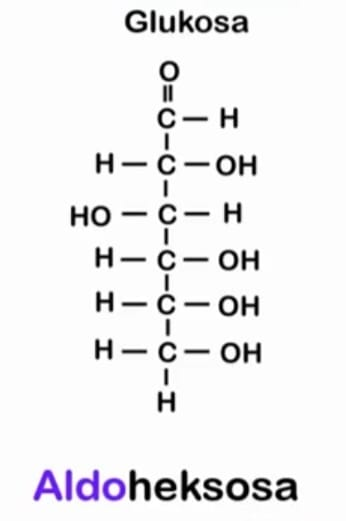 Glukosa
O
C — H
H — C — OH
HO — C — H
H — C — OH
H — C — OH
H — C — OH
H
Aldoheksosa